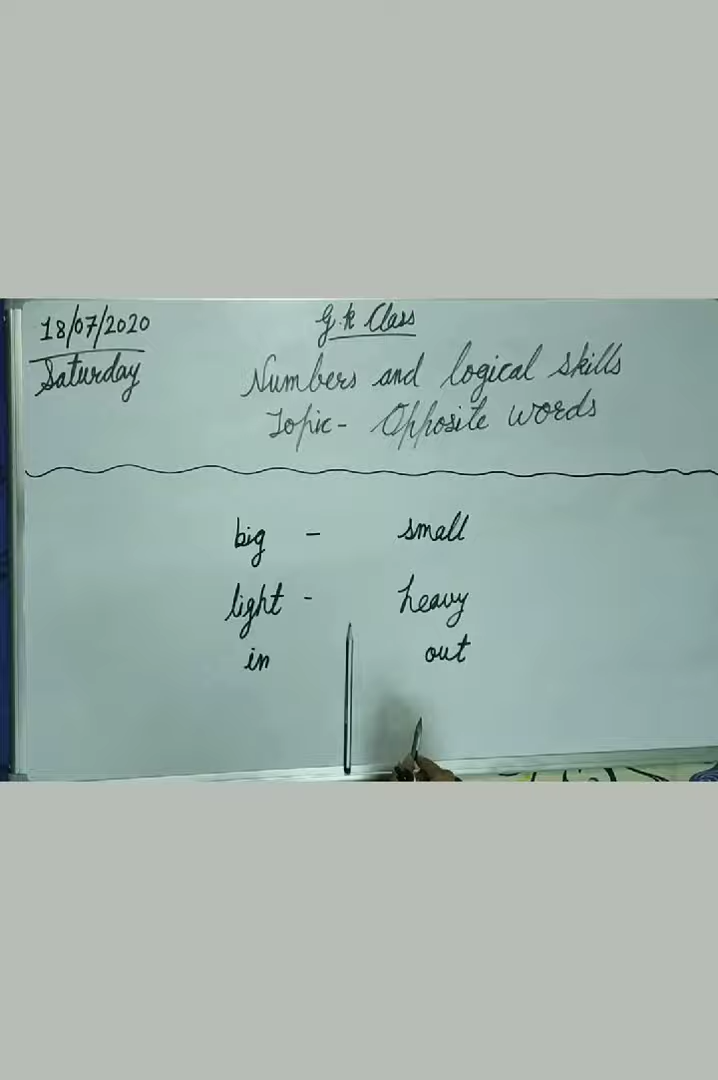 18/07/2020
Saturday
G.K Class
Numbers and logical skills
Topic - Opposite words
big - small
light - heavy
in out